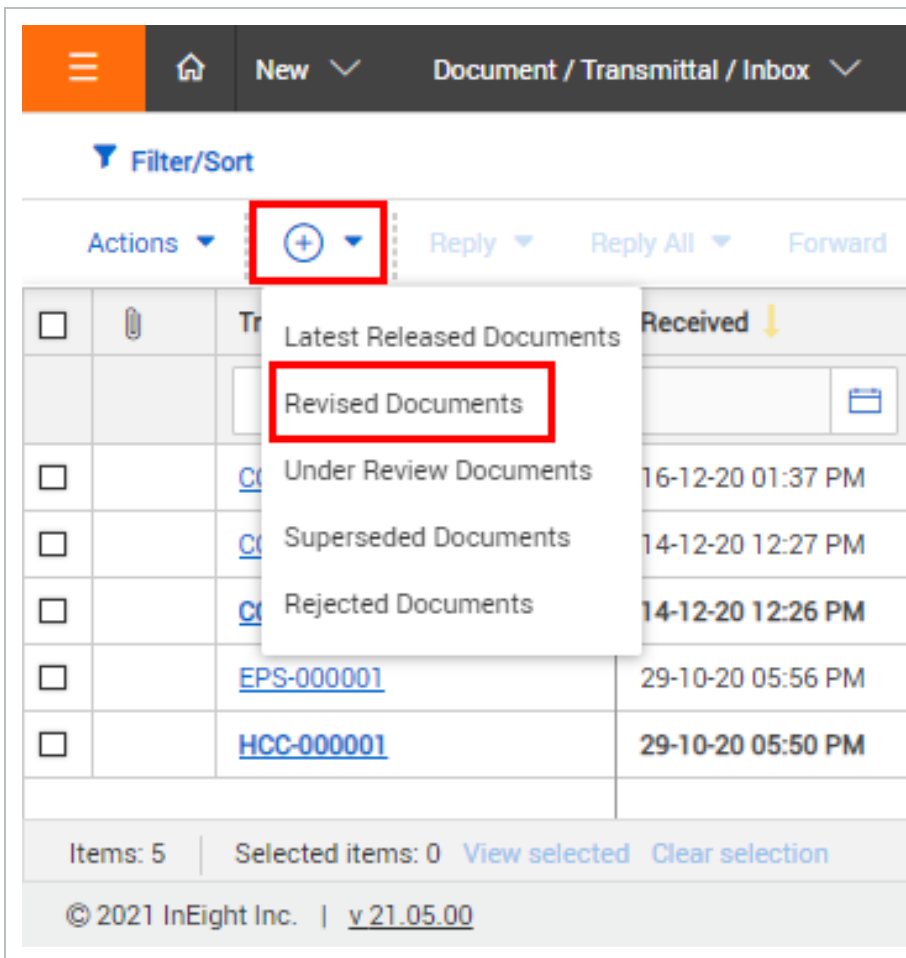 New Document / Transmittal / Inbox
Filter/Sort
Actions Reply Reply All Forward
Tr Received
Latest Released Documents
Revised Documents
Under Review Documents 16-12-20 01:37 PM
Superseded Documents 14-12-20 12:27 PM
Rejected Documents 14-12-20 12:26 PM
EPS-000001 29-10-20 05:56 PM
HCC-000001 29-10-20 05:50 PM
Items: 5 Selected items: 0 View selected Clear selection
© 2021 InEight Inc. | v 21.05.00